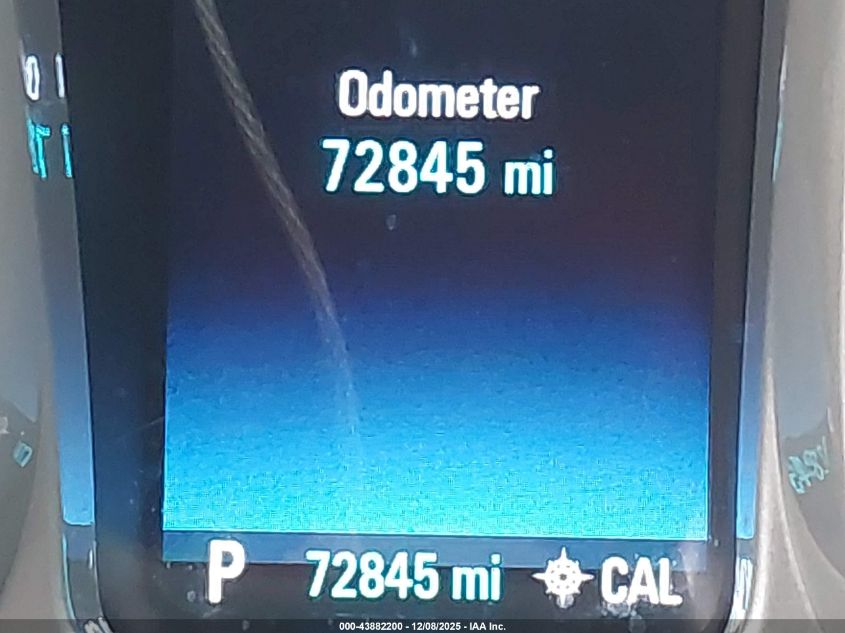 Odometer
72845 mi
P 72845 mi CAL
000-43882200 - 12/08/2025 - IAA Inc.